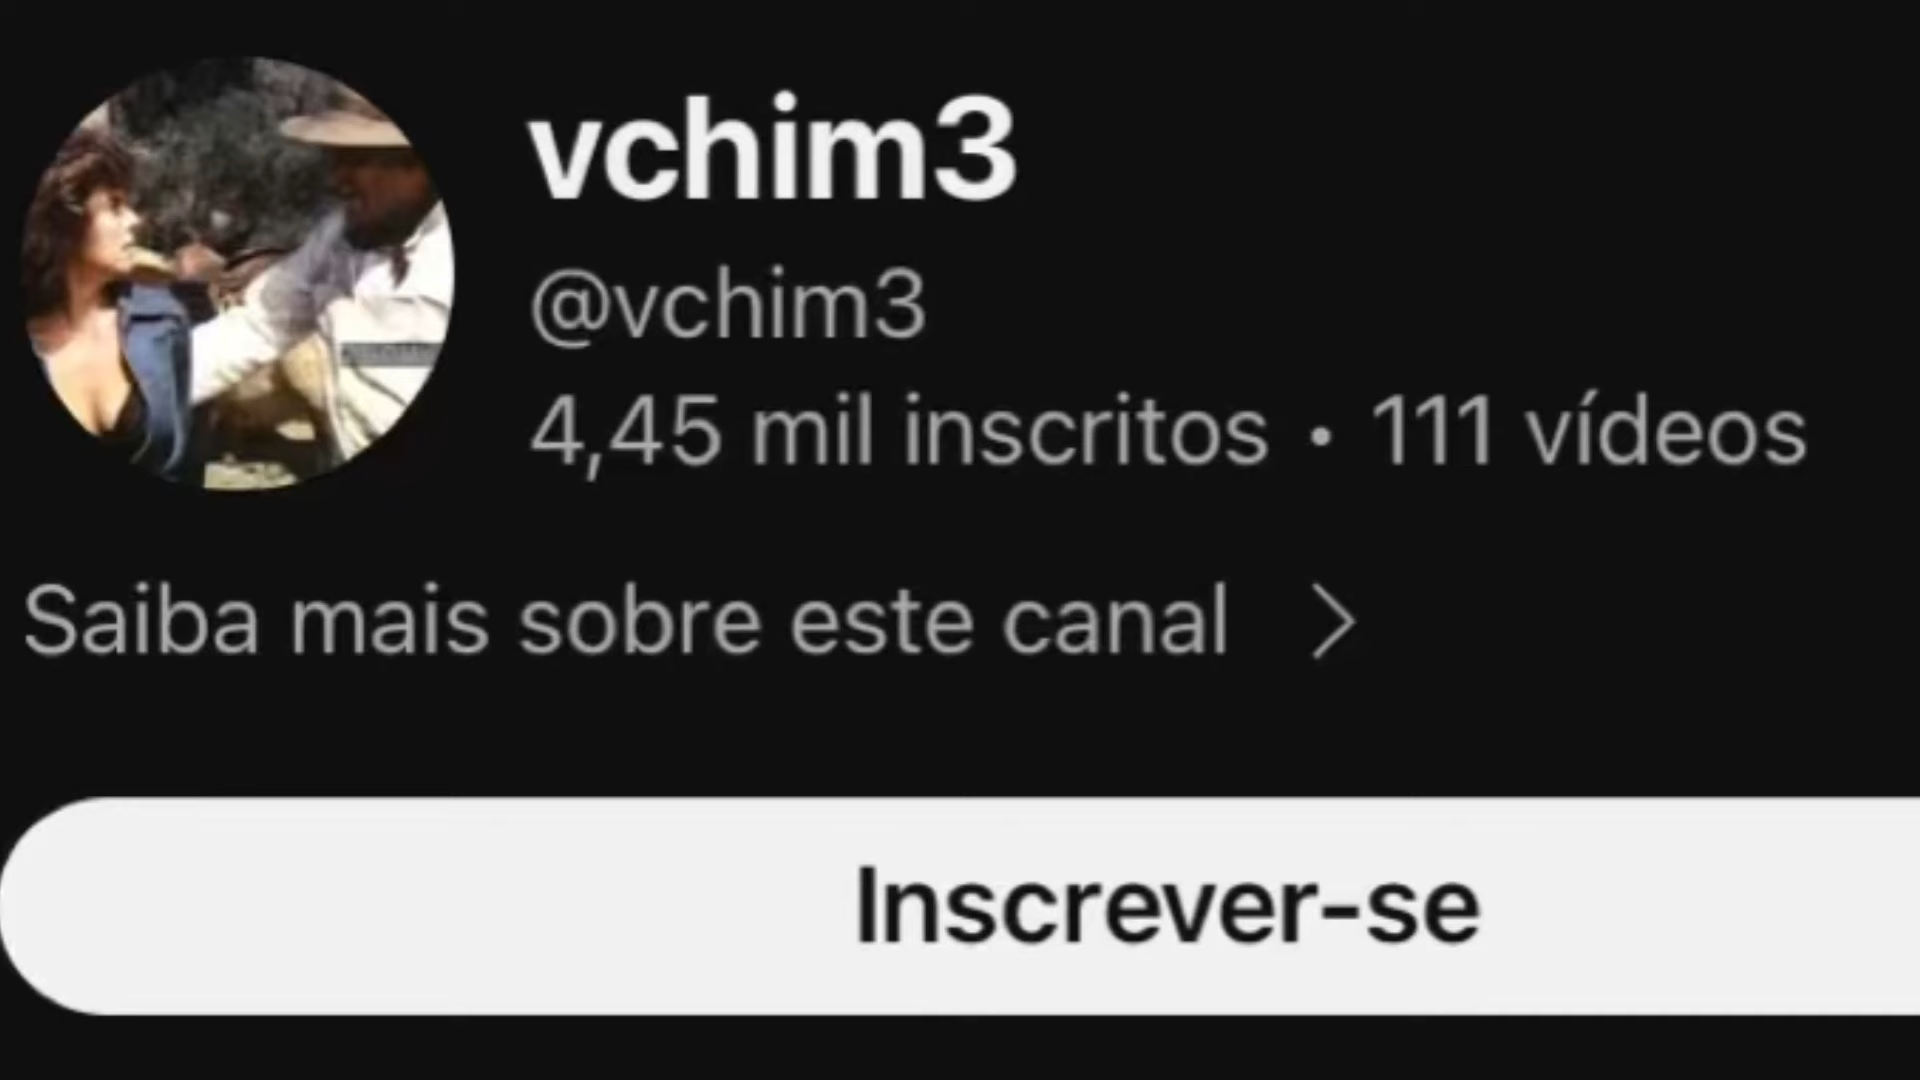 vchim3
@vchim3
4,45 mil inscritos • 111 vídeos
Saiba mais sobre este canal >
Inscrever-se